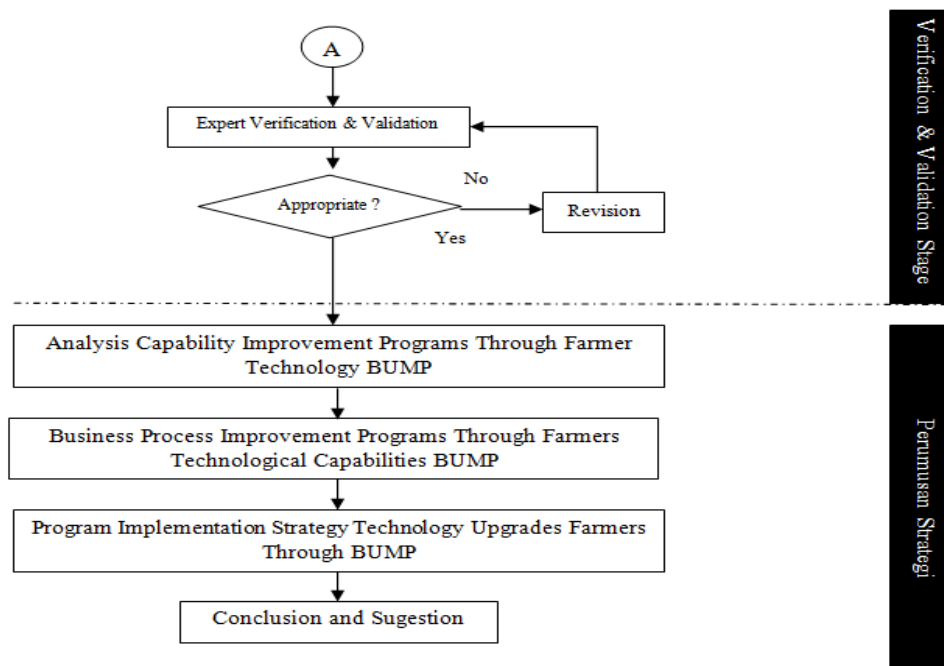 A
Expert Verification & Validation
No
Appropriate ?
Revision
Yes
Verification & Validation Stage
Analysis Capability Improvement Programs Through Farmer
Technology BUMP
Business Process Improvement Programs Through Farmers
Technological Capabilities BUMP
Program Implementation Strategy Technology Upgrades Farmers
Through BUMP
Conclusion and Sugestion
Perumusan Strategi